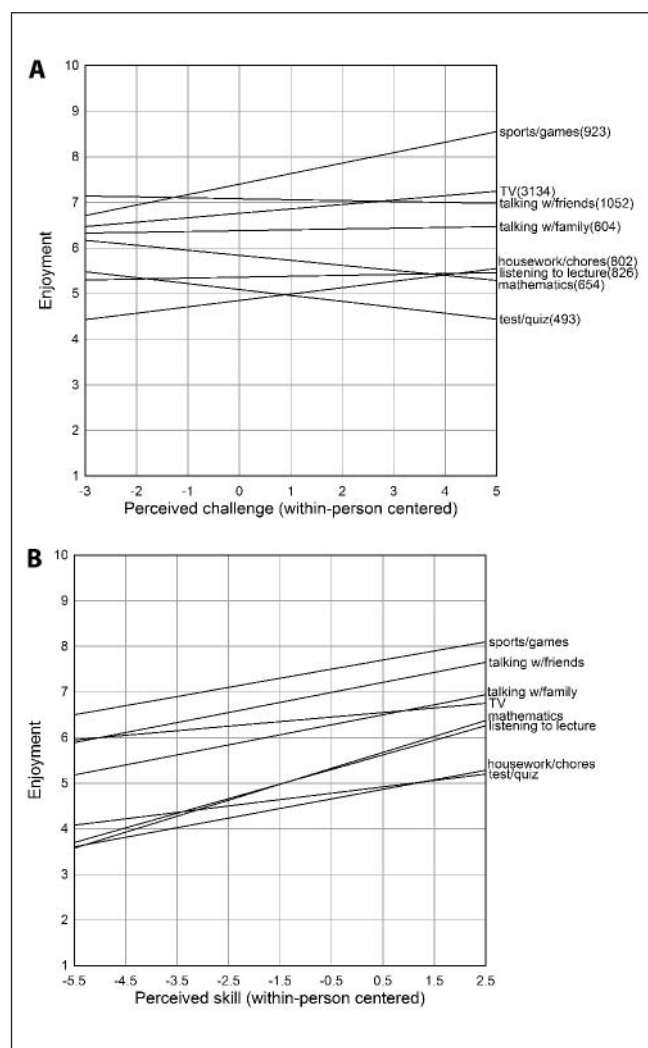 A
10
9
8
7
6
5
4
3
2
1
Enjoyment
sports/games(923)
TV(3134)
talking w/friends(1052)
talking w/family(604)
housework/chores(802)
listening to lecture(826)
mathematics(654)
test/quiz(493)
-3 -2 -1 0 1 2 3 4 5
Perceived challenge (within-person centered)
B
10
9
8
7
6
5
4
3
2
1
Enjoyment
sports/games
talking w/friends
talking w/family
TV
mathematics
listening to lecture
housework/chores
test/quiz
-5.5 -4.5 -3.5 -2.5 -1.5 -0.5 0.5 1.5 2.5
Perceived skill (within-person centered)